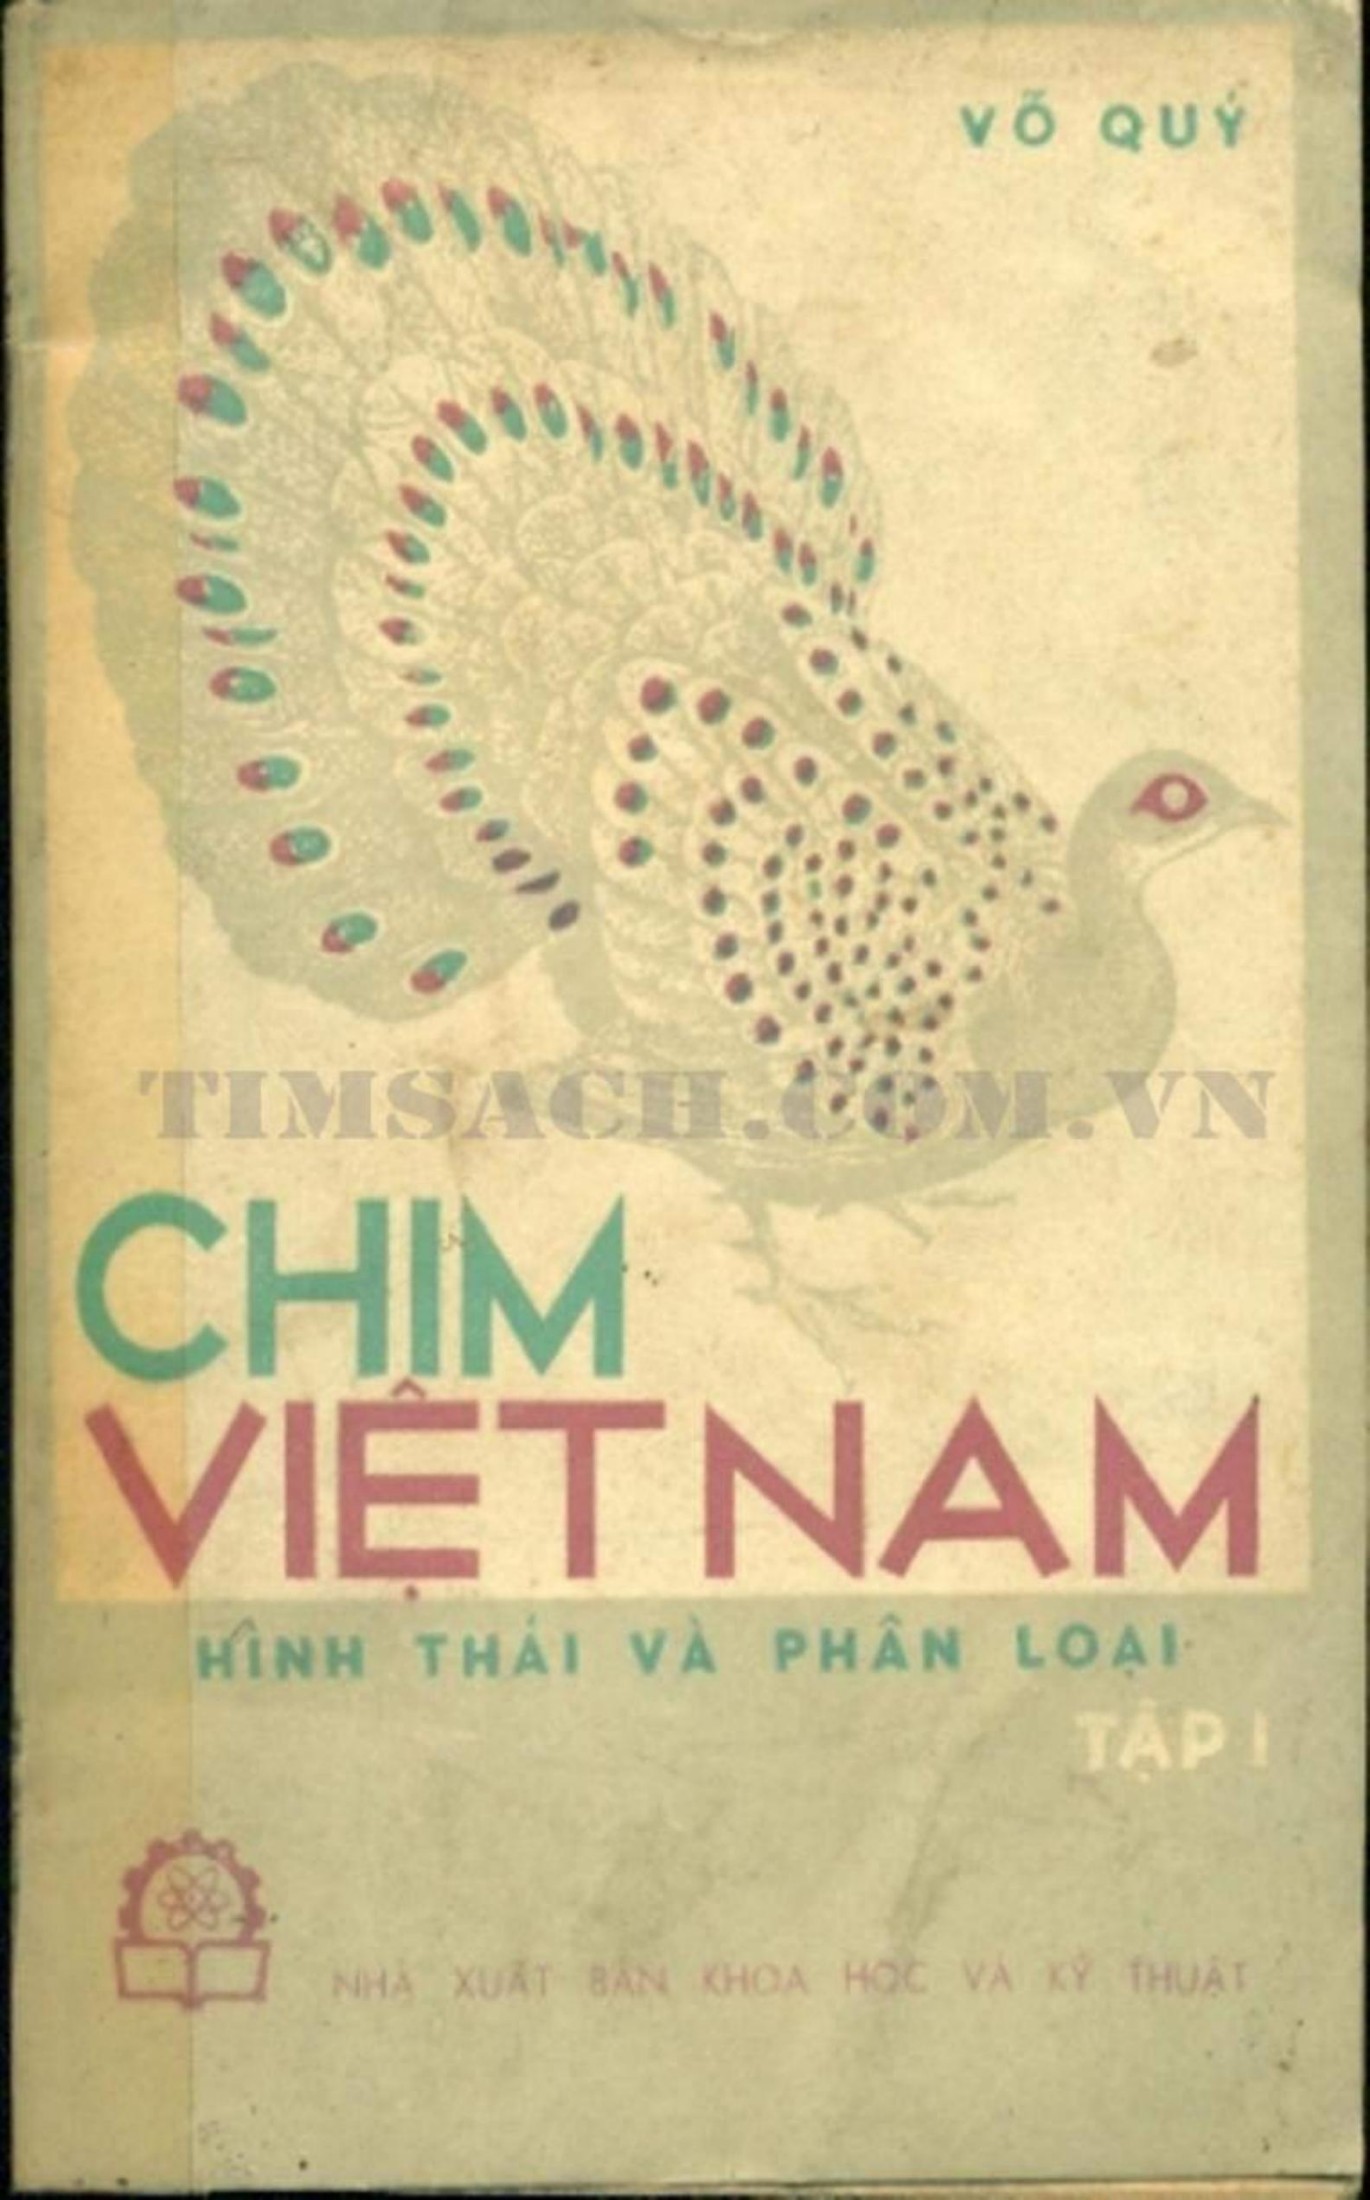 VÕ QUÝ
TIMSACH.COM.VN
CHIM
VIỆT NAM
HÌNH THÁI VÀ PHÂN LOẠI
TẬP I
NHÀ XUẤT BẢN KHOA HỌC VÀ KỸ THUẬT